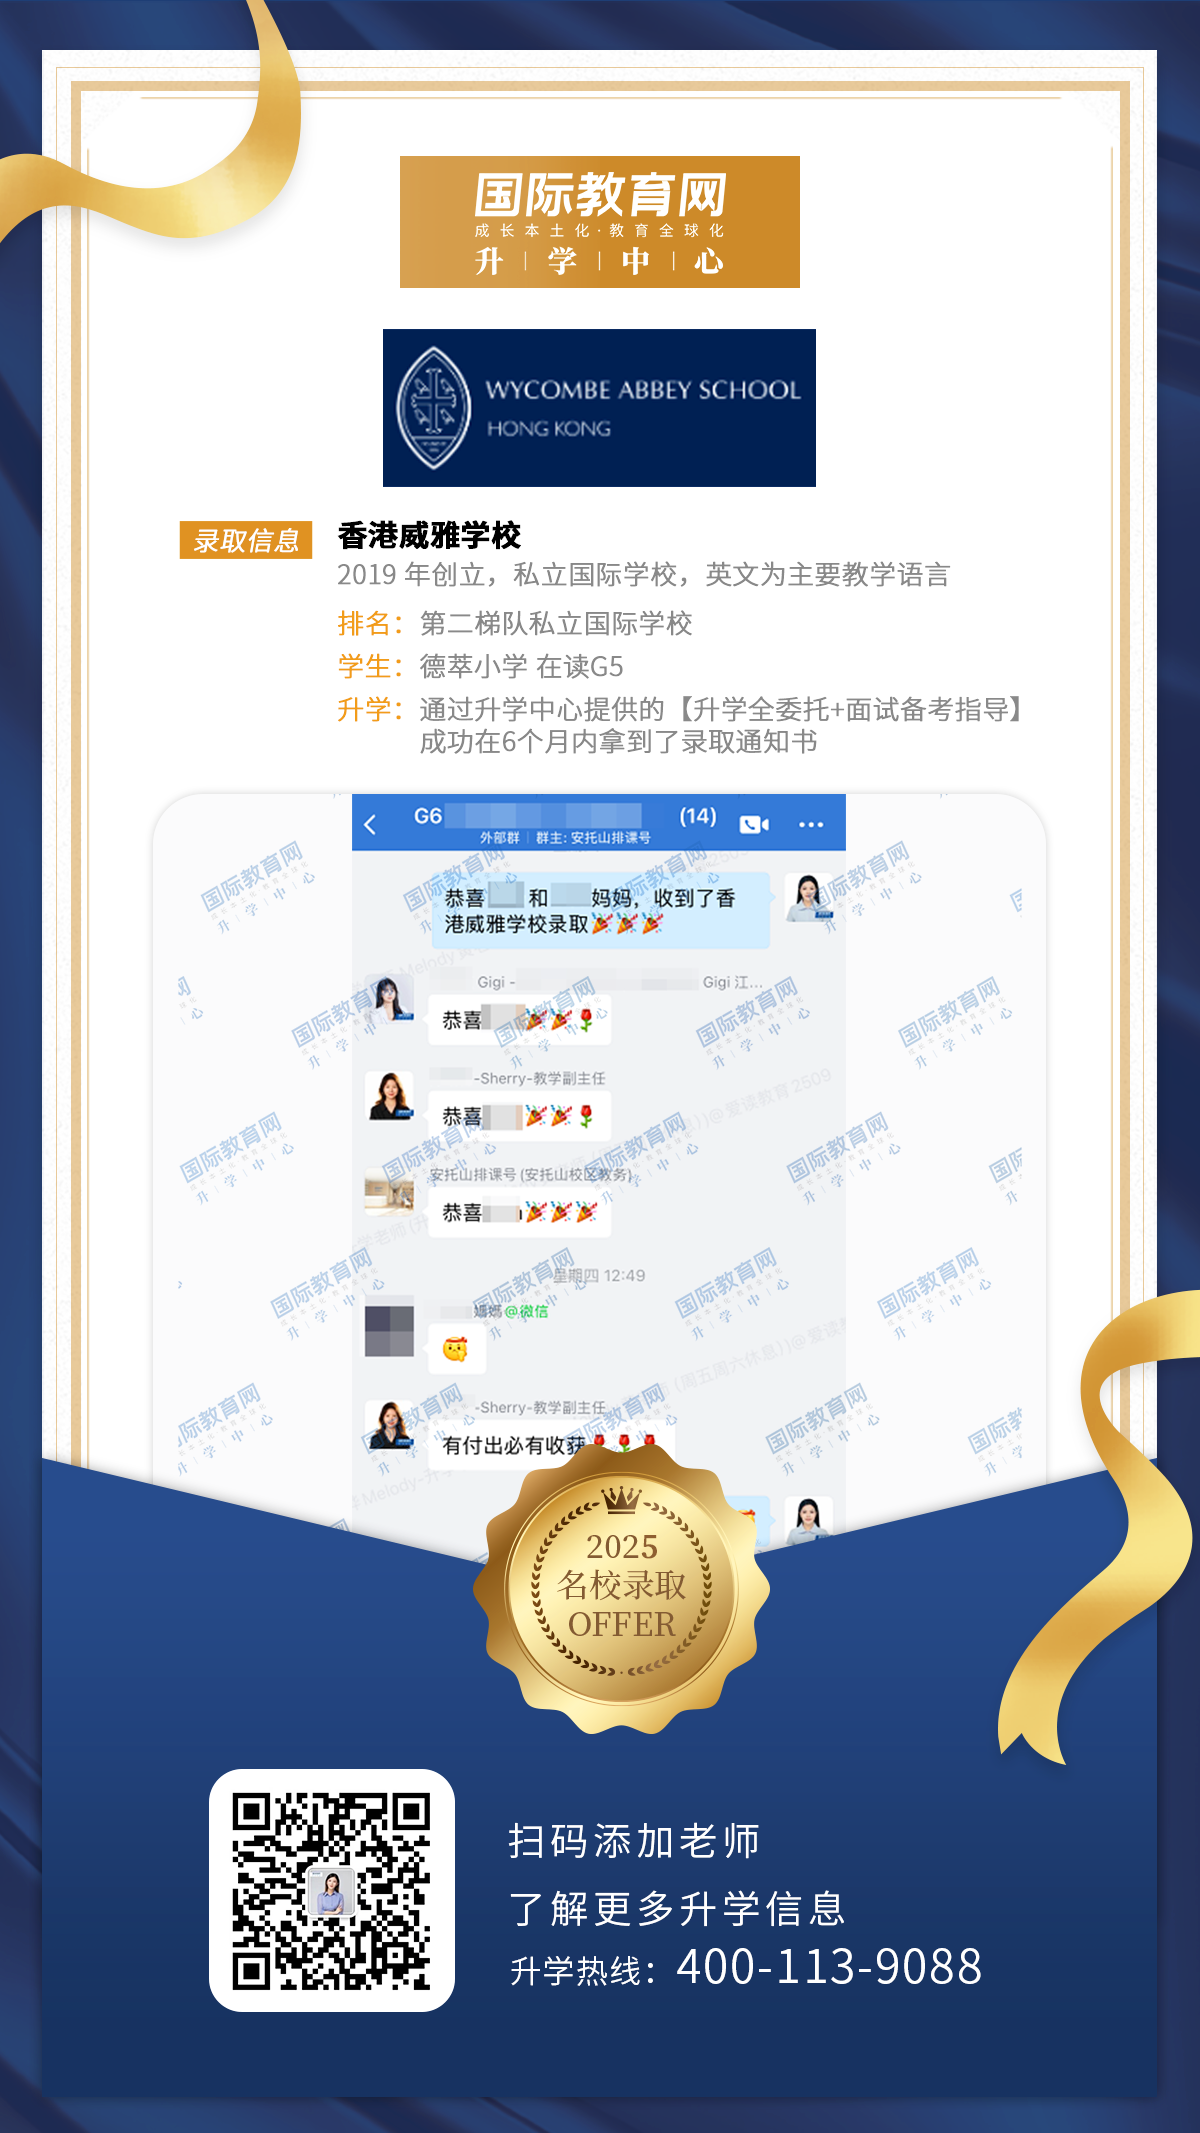 国际教育网
成长本土化·教育全球化
升 | 学 | 中 | 心
WYCOMBE ABBEY SCHOOL
HONG KONG
录取信息
香港威雅学校
2019 年创立，私立国际学校，英文为主要教学语言
排名：第二梯队私立国际学校
学生：德萃小学 在读G5
升学：通过升学中心提供的【升学全委托+面试备考指导】
成功在6个月内拿到了录取通知书
G6 (14)
外部群 | 群主: 安托山排课号
恭喜 和 妈妈，收到了香
港威雅学校录取🎉🎉🎉
Gigi - Gigi 江...
恭喜 🎉🎉🌹
-Sherry-教学副主任
恭喜 🎉🎉🌹
安托山排课号 (安托山校区教务)
恭喜 🎉🎉🎉
星期四 12:49
妈妈@微信
-Sherry-教学副主任
有付出必有收获🌹🌹🌹
2025
名校录取
OFFER
扫码添加老师
了解更多升学信息
升学热线：400-113-9088